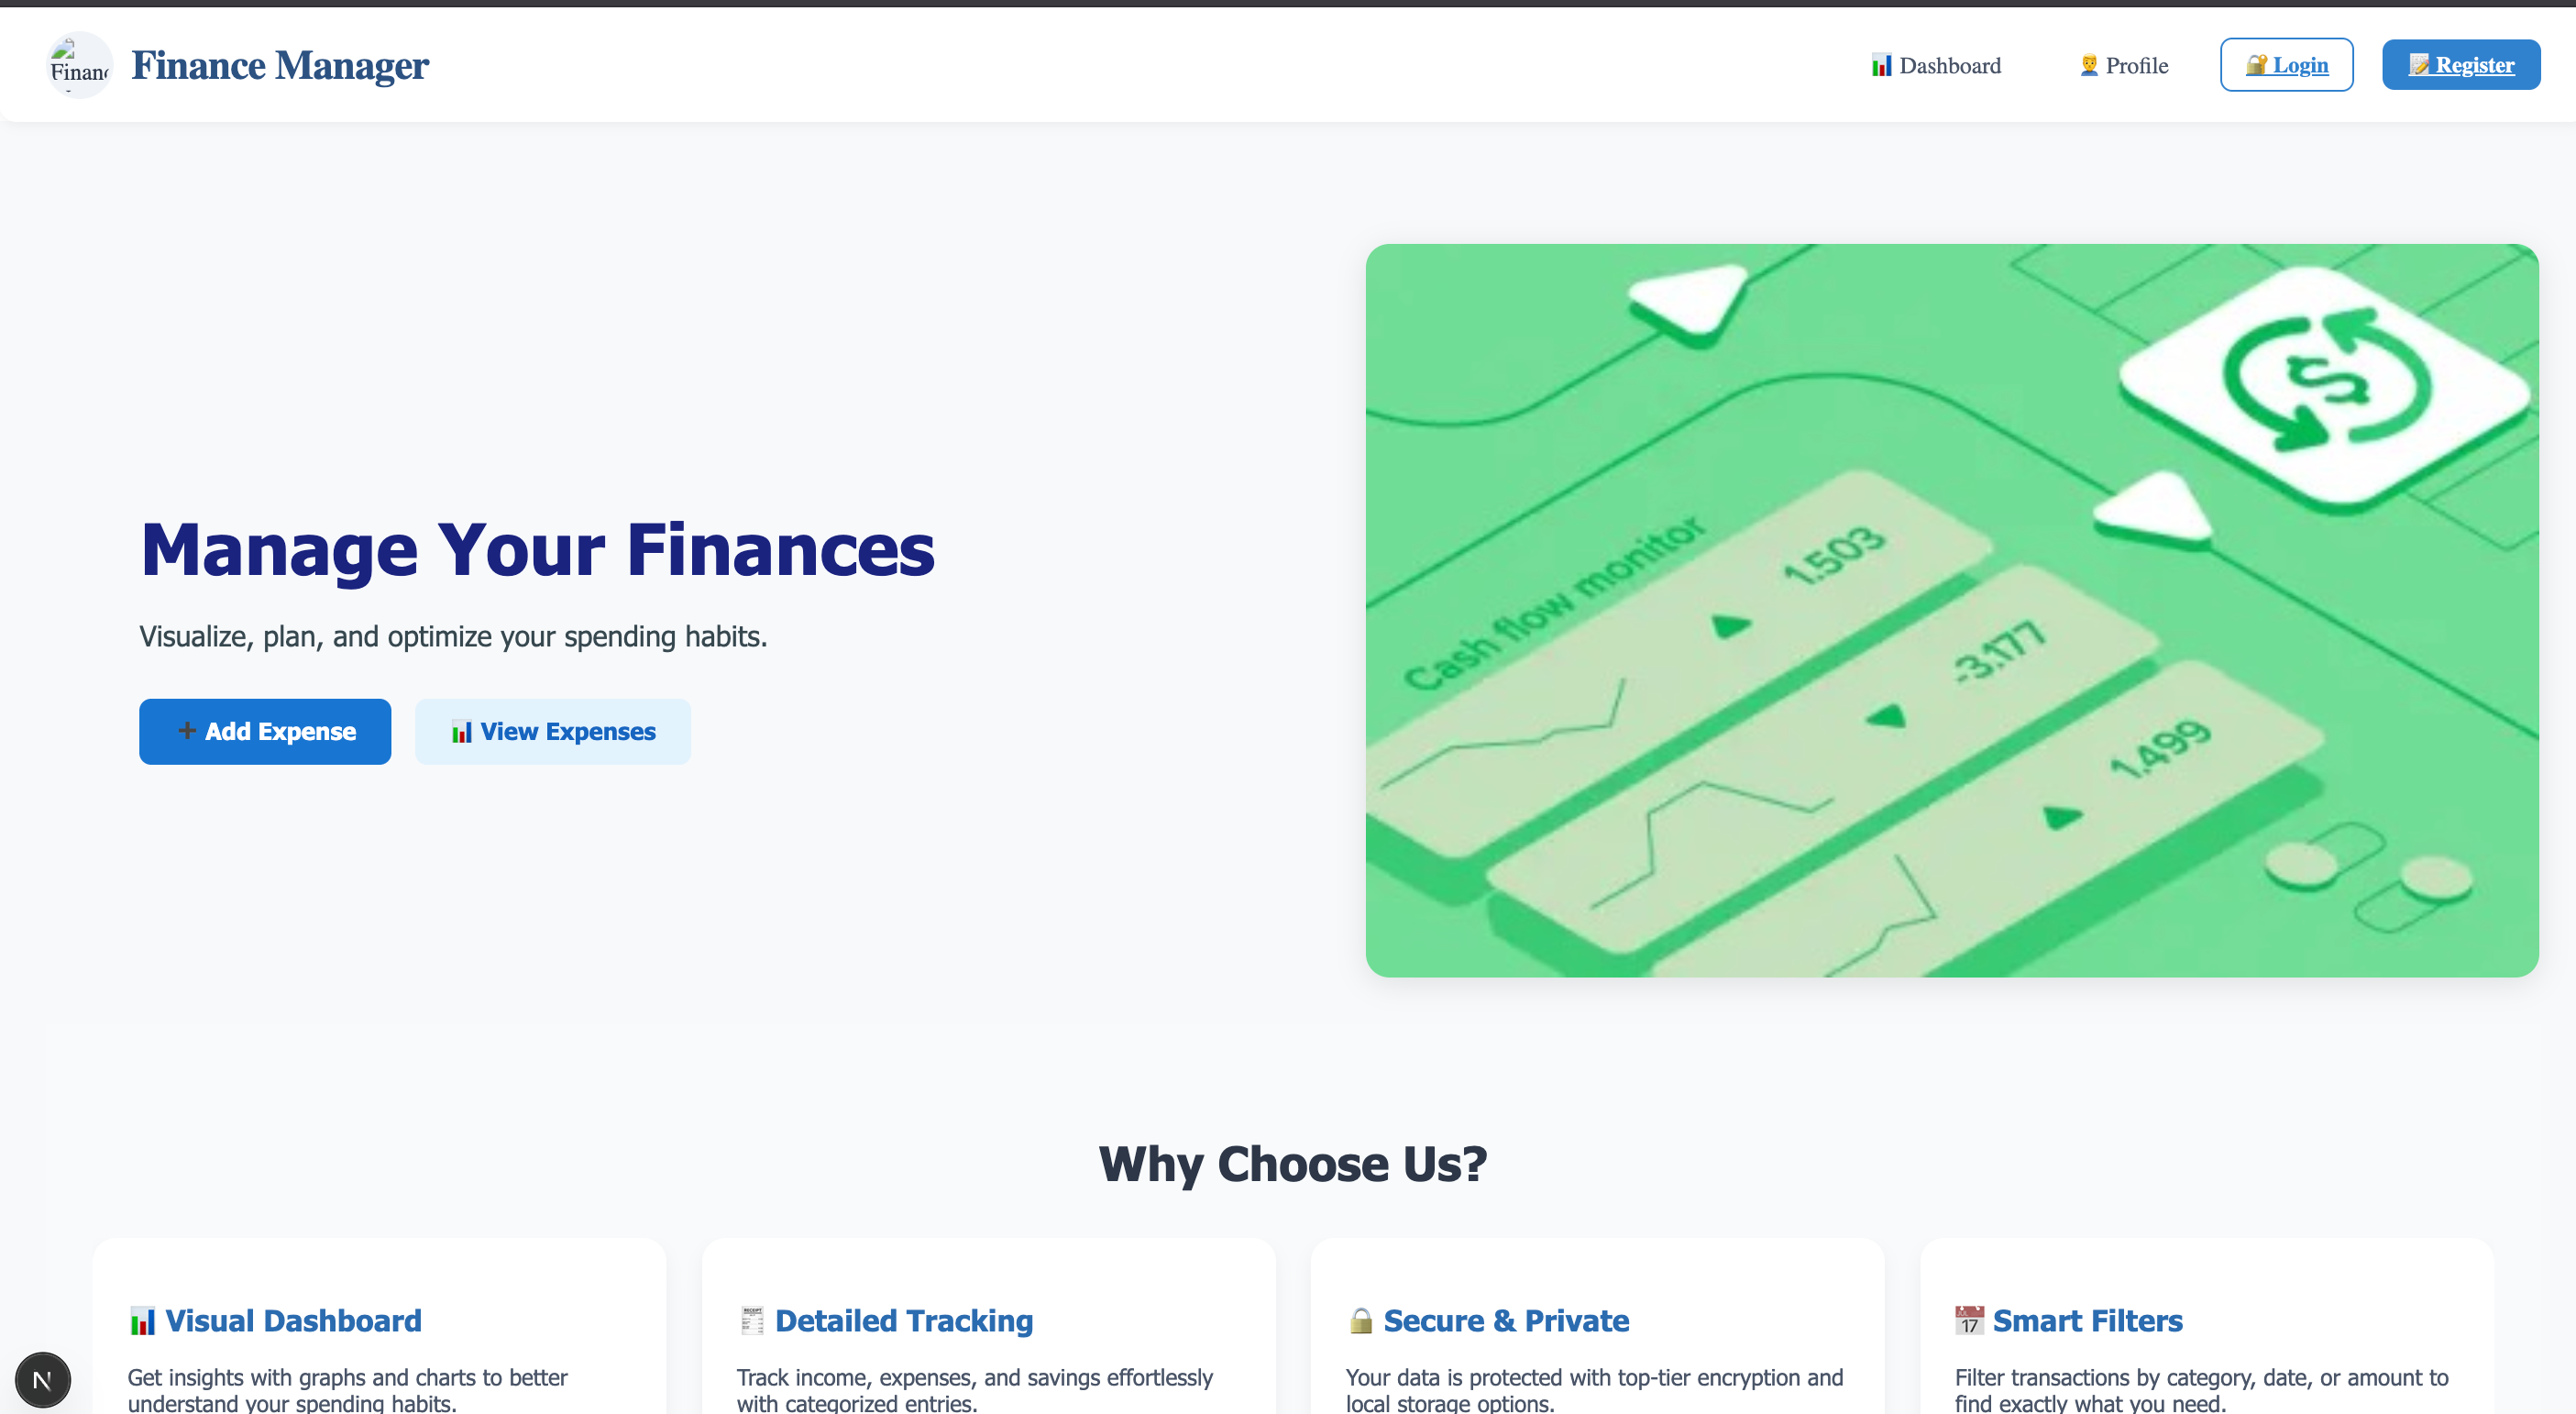 Finan
Finance Manager
Dashboard
Profile
Login
Register
Manage Your Finances
Visualize, plan, and optimize your spending habits.
Add Expense
View Expenses
Cash flow monitor
1.503
-3.177
1.499
Why Choose Us?
Visual Dashboard
Get insights with graphs and charts to better
understand your spending habits.
Detailed Tracking
Track income, expenses, and savings effortlessly
with categorized entries.
Secure & Private
Your data is protected with top-tier encryption and
local storage options.
17
Smart Filters
Filter transactions by category, date, or amount to
find exactly what you need.
N